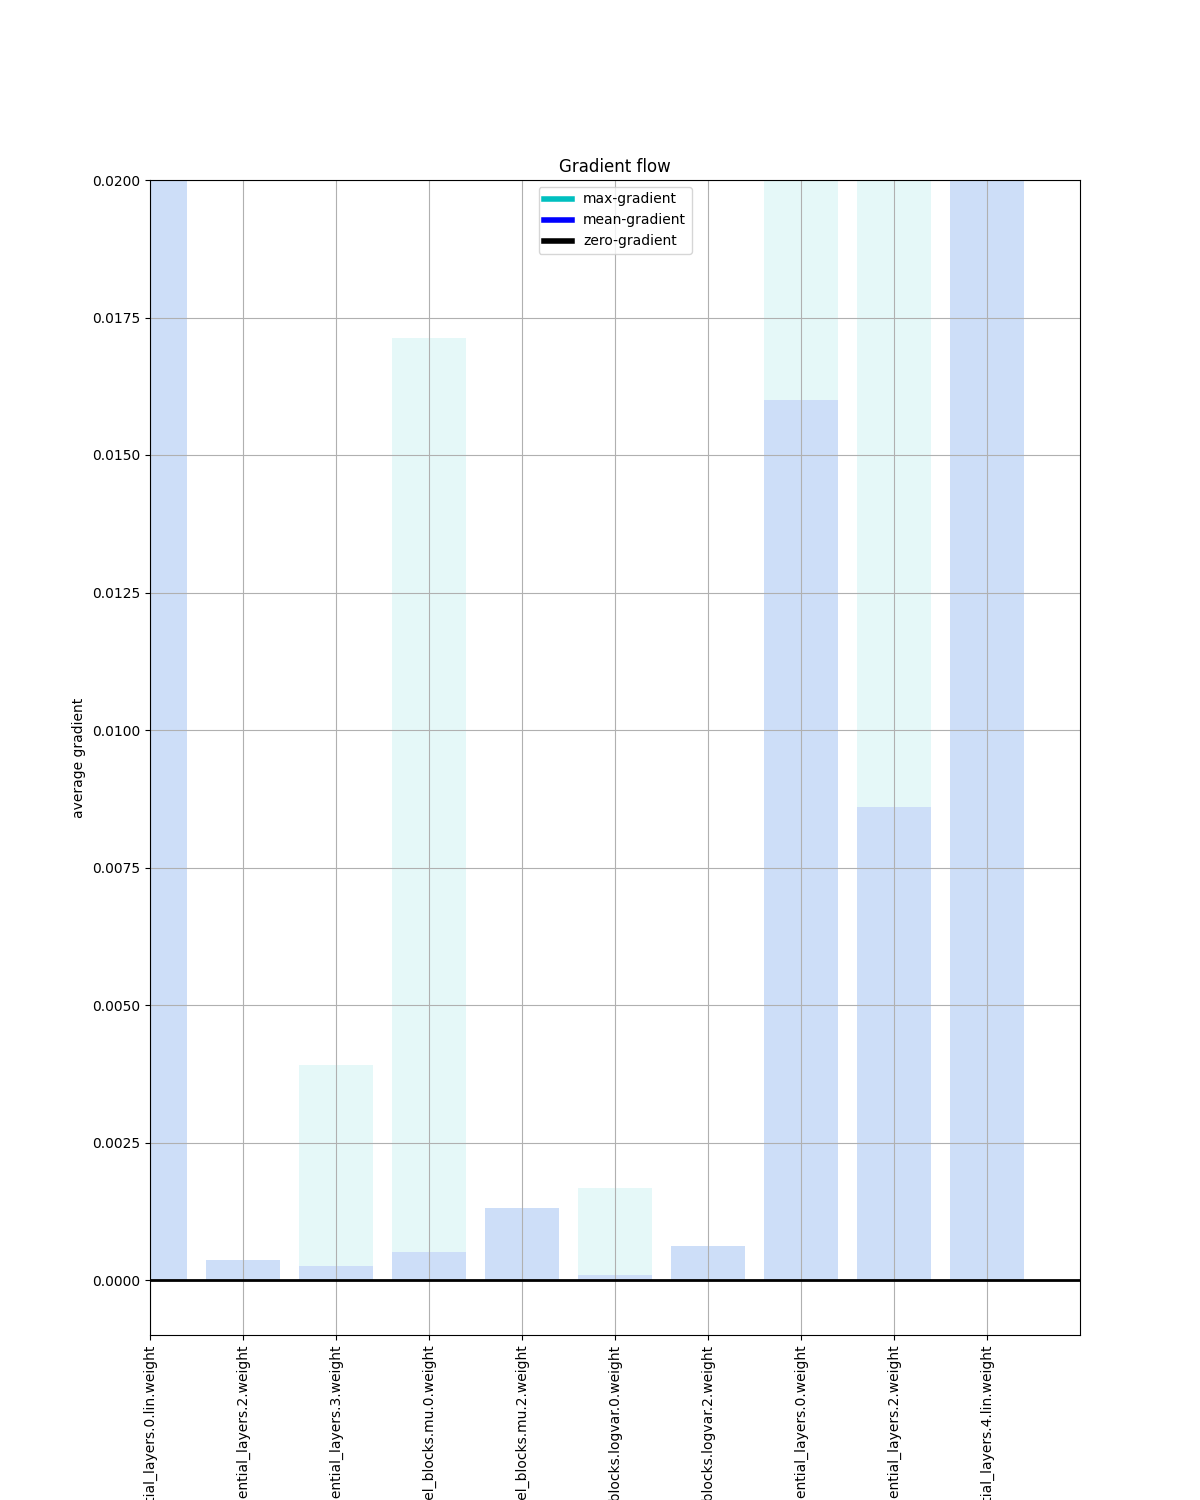 Gradient flow
max-gradient
mean-gradient
zero-gradient
average gradient
0.0200
0.0175
0.0150
0.0125
0.0100
0.0075
0.0050
0.0025
0.0000
tial_layers.0.lin.weight
ential_layers.2.weight
ential_layers.3.weight
el_blocks.mu.0.weight
el_blocks.mu.2.weight
blocks.logvar.0.weight
blocks.logvar.2.weight
ential_layers.0.weight
ential_layers.2.weight
tial_layers.4.lin.weight